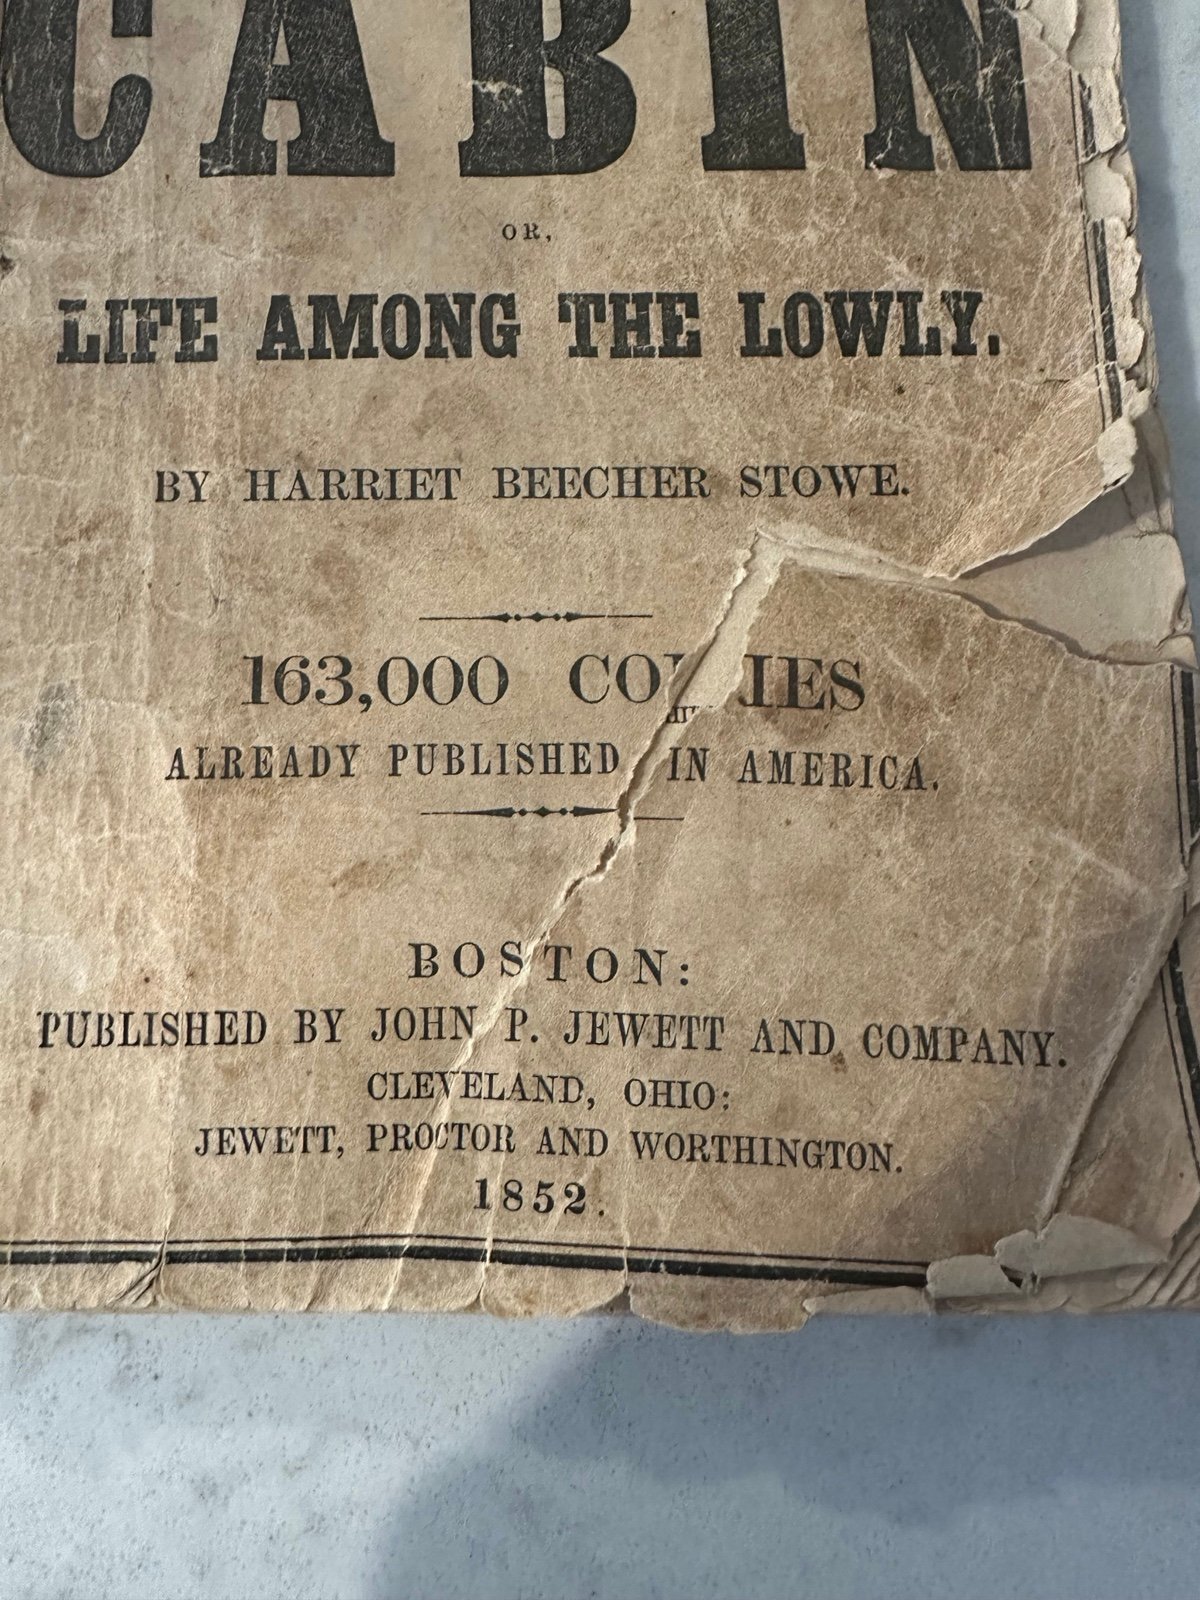 CABIN
OR,
LIFE AMONG THE LOWLY.
BY HARRIET BEECHER STOWE.
163,000 COPIES
ALREADY PUBLISHED IN AMERICA.
BOSTON:
PUBLISHED BY JOHN P. JEWETT AND COMPANY.
CLEVELAND, OHIO:
JEWETT, PROCTOR AND WORTHINGTON.
1852.